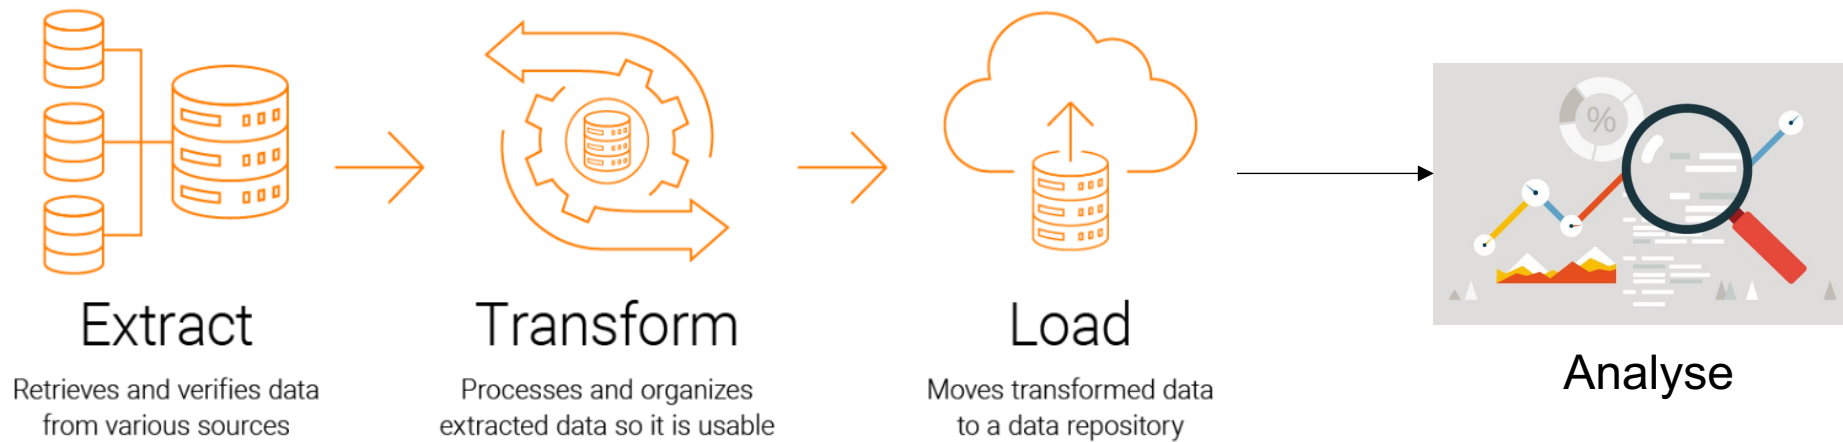 %
Extract
Retrieves and verifies data
from various sources
Transform
Processes and organizes
extracted data so it is usable
Load
Moves transformed data
to a data repository
Analyse